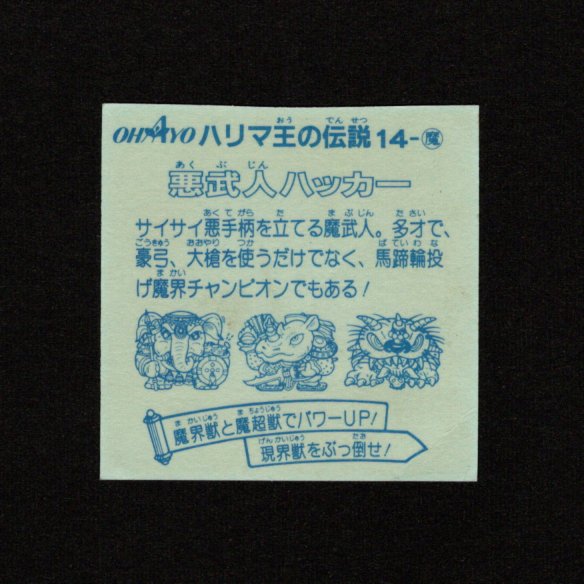 OHAYO ハリマ王の伝説 14-魔
悪武人ハッカー
サイサイ悪手柄を立てる魔武人。多才で、
豪弓、大槍を使うだけでなく、馬蹄輪投
げ魔界チャンピオンでもある!
魔界獣と魔超獣でパワーUP!
現界獣をぶっ倒せ!